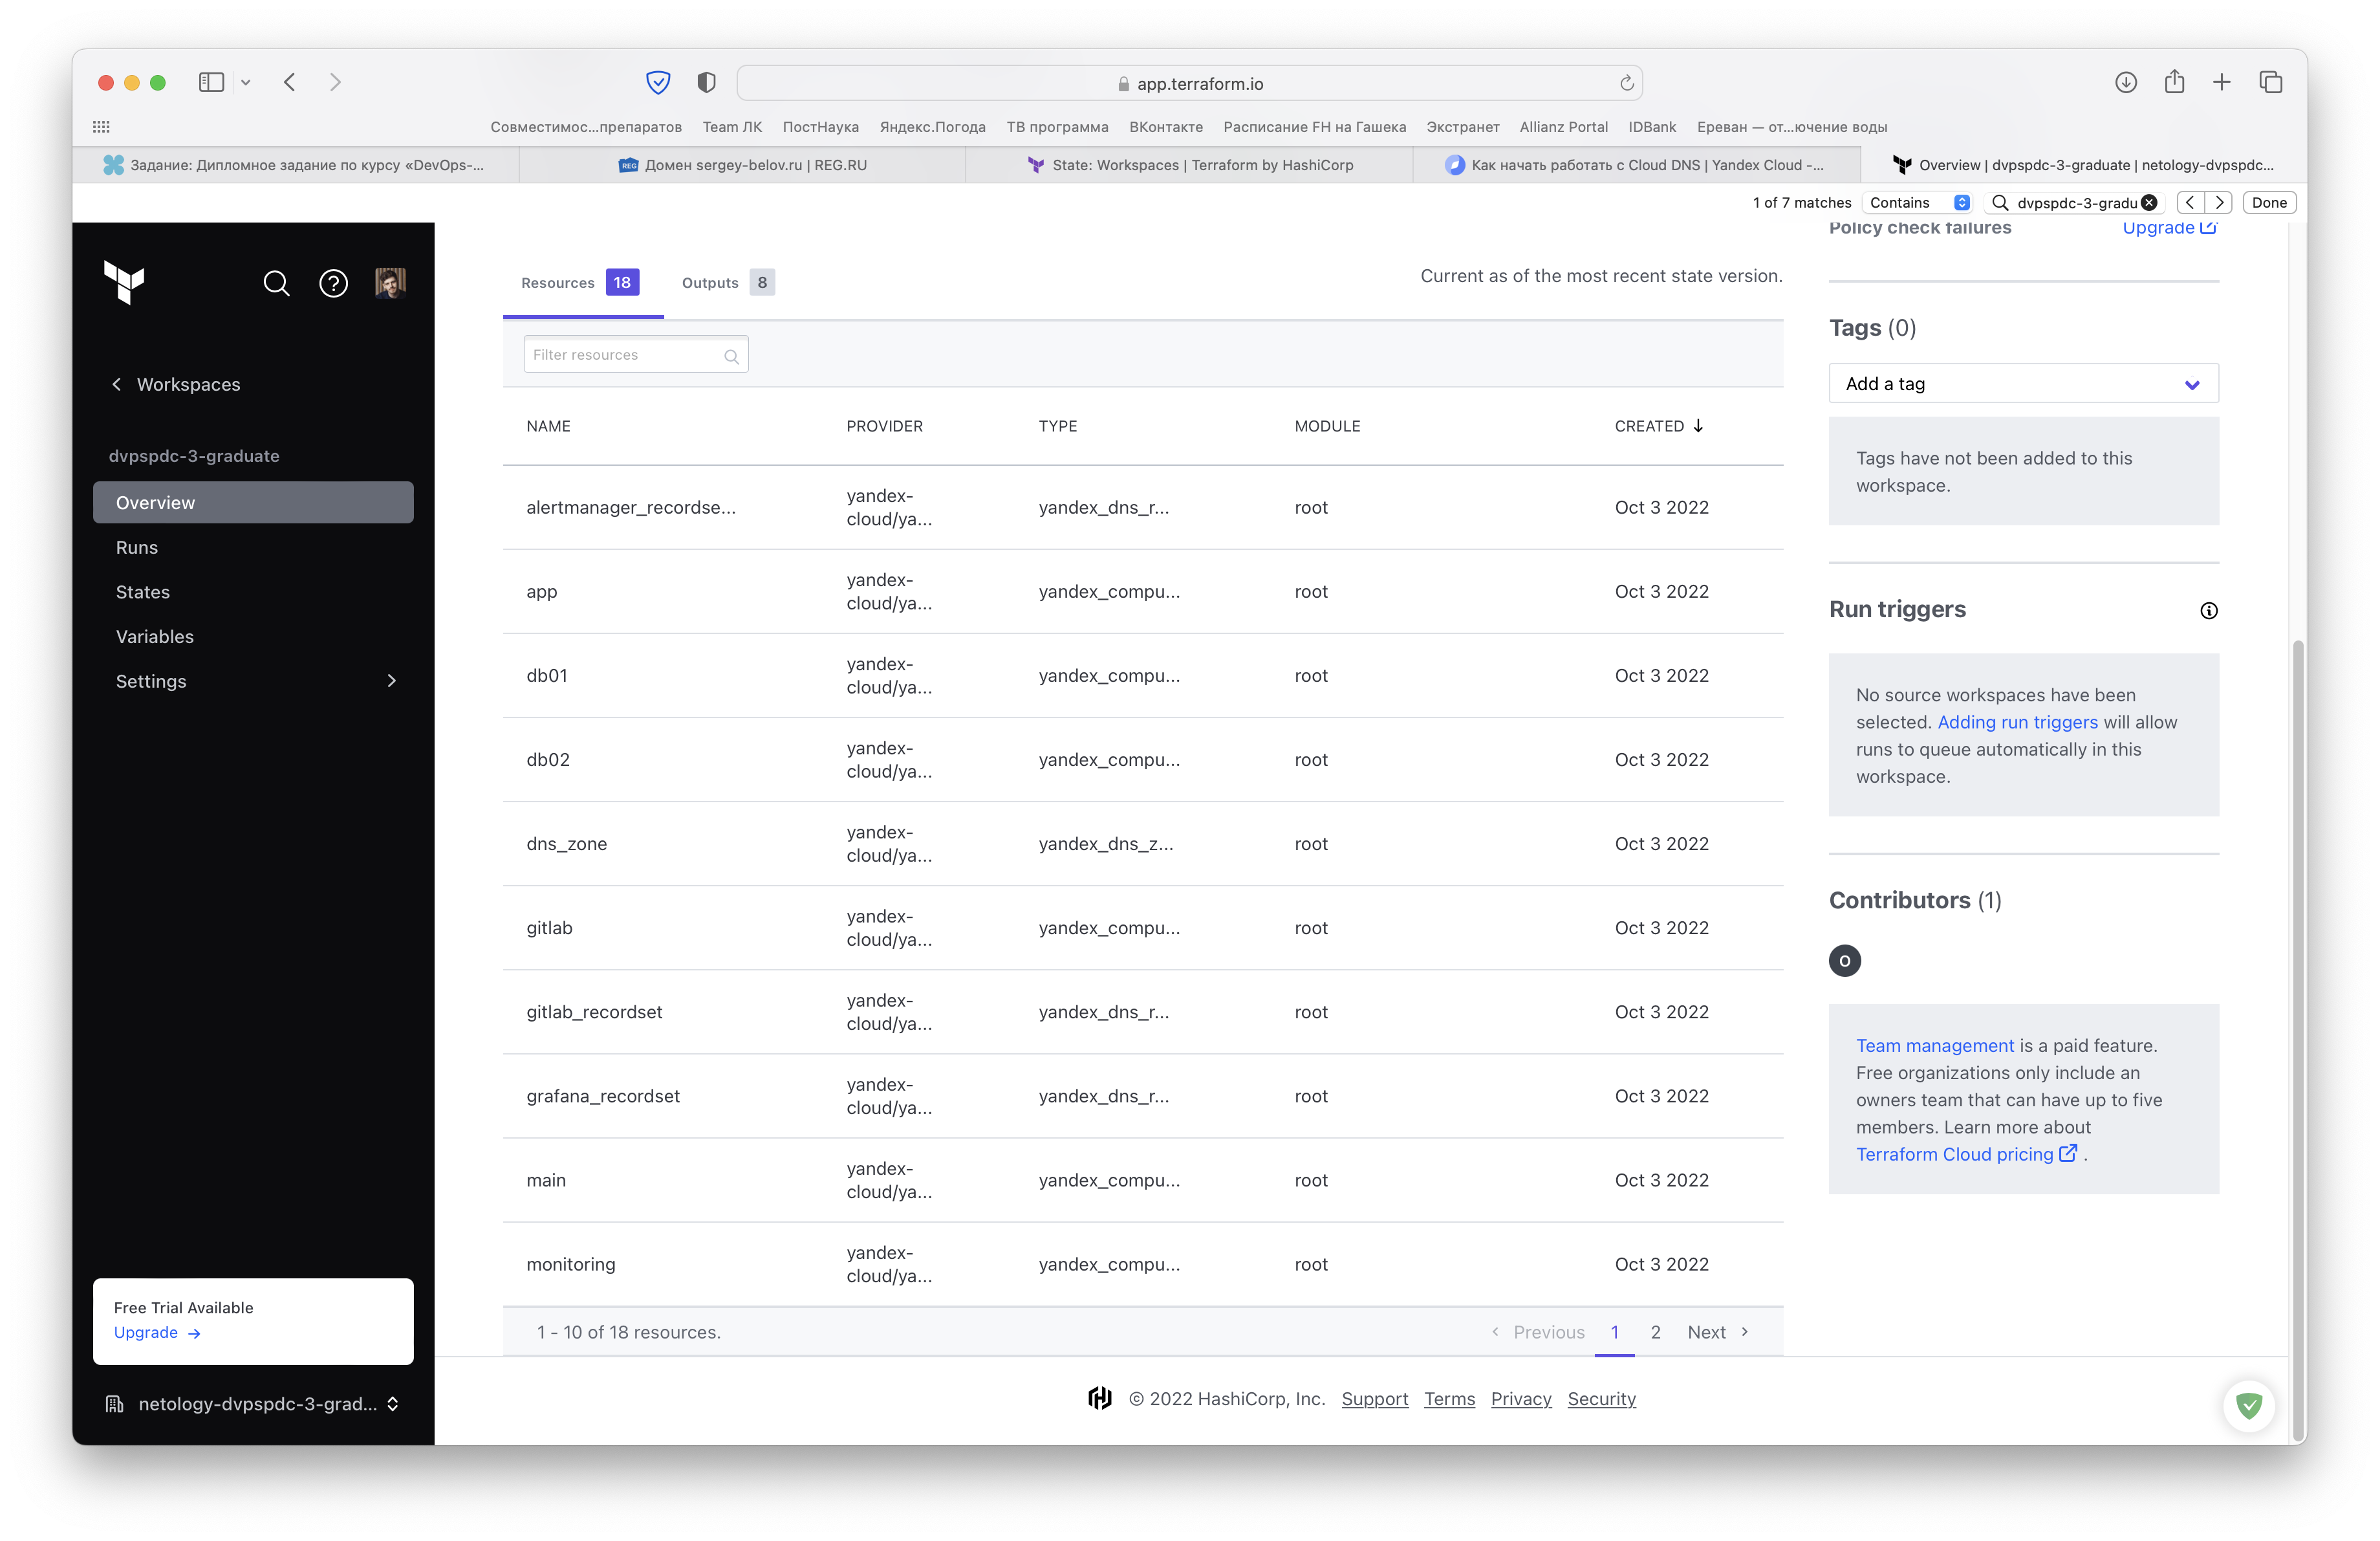 app.terraform.io
Совместимос...препаратов Team ЛК ПостНаука Яндекс.Погода ТВ программа ВКонтакте Расписание FH на Гашека Экстранет Allianz Portal IDBank Ереван — от...ючение воды
Задание: Дипломное задание по курсу «DevOps-...
REG Домен sergey-belov.ru | REG.RU
State: Workspaces | Terraform by HashiCorp
Как начать работать с Cloud DNS | Yandex Cloud -...
Overview | dvpspdc-3-graduate | netology-dvpspdc...
1 of 7 matches Contains dvpspdc-3-gradu Done
Workspaces
dvpspdc-3-graduate
Overview
Runs
States
Variables
Settings
Free Trial Available
Upgrade →
netology-dvpspdc-3-grad...
Resources 18 Outputs 8 Current as of the most recent state version.
Filter resources
NAME PROVIDER TYPE MODULE CREATED ↓
alertmanager_recordse... yandex-cloud/ya... yandex_dns_r... root Oct 3 2022
app yandex-cloud/ya... yandex_compu... root Oct 3 2022
db01 yandex-cloud/ya... yandex_compu... root Oct 3 2022
db02 yandex-cloud/ya... yandex_compu... root Oct 3 2022
dns_zone yandex-cloud/ya... yandex_dns_z... root Oct 3 2022
gitlab yandex-cloud/ya... yandex_compu... root Oct 3 2022
gitlab_recordset yandex-cloud/ya... yandex_dns_r... root Oct 3 2022
grafana_recordset yandex-cloud/ya... yandex_dns_r... root Oct 3 2022
main yandex-cloud/ya... yandex_compu... root Oct 3 2022
monitoring yandex-cloud/ya... yandex_compu... root Oct 3 2022
1 - 10 of 18 resources. Previous 1 2 Next
Policy check failures Upgrade
Tags (0)
Add a tag
Tags have not been added to this
workspace.
Run triggers
No source workspaces have been
selected. Adding run triggers will allow
runs to queue automatically in this
workspace.
Contributors (1)
O
Team management is a paid feature.
Free organizations only include an
owners team that can have up to five
members. Learn more about
Terraform Cloud pricing .
© 2022 HashiCorp, Inc. Support Terms Privacy Security